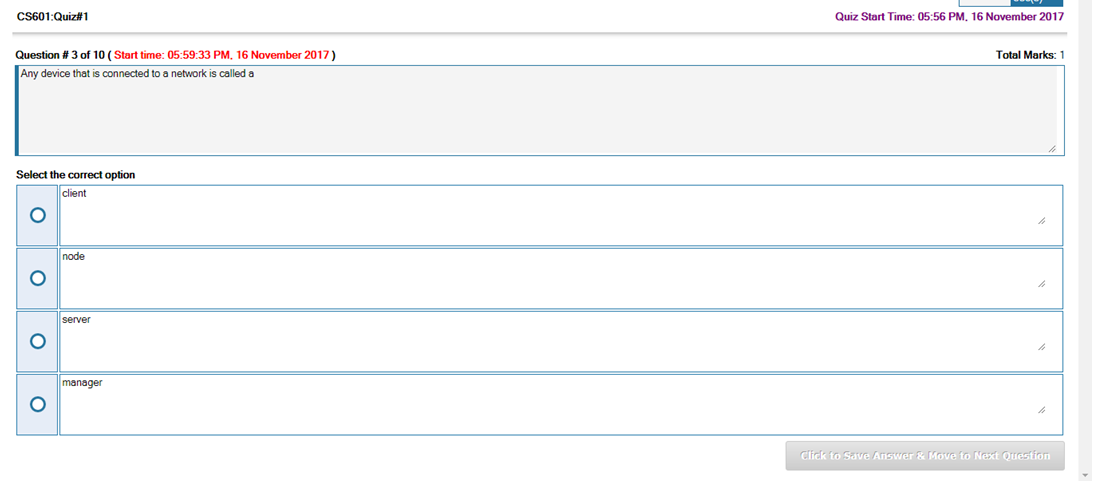 CS601:Quiz#1
Quiz Start Time: 05:56 PM, 16 November 2017
Question # 3 of 10 ( Start time: 05:59:33 PM, 16 November 2017 )
Total Marks: 1
Any device that is connected to a network is called a
Select the correct option
client
node
server
manager
Click to Save Answer & Move to Next Question